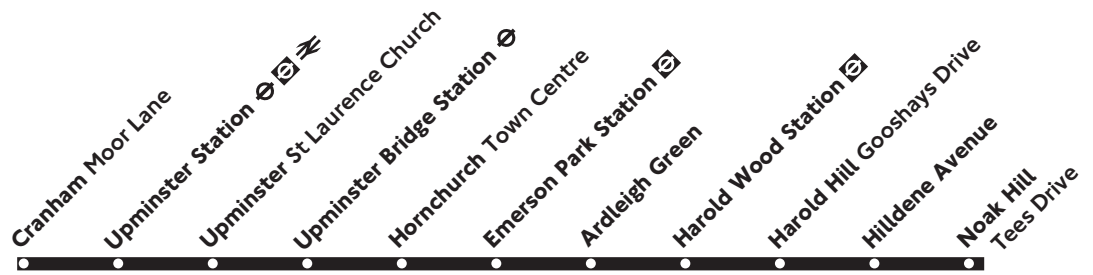 Cranham Moor Lane
Upminster Station
Upminster St Laurence Church
Upminster Bridge Station
Hornchurch Town Centre
Emerson Park Station
Ardleigh Green
Harold Wood Station
Harold Hill Gooshays Drive
Hilldene Avenue
Noak Hill
Tees Drive